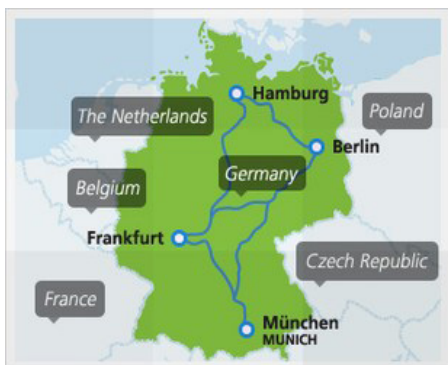 Hamburg
The Netherlands
Poland
Berlin
Belgium
Germany
Frankfurt
Czech Republic
France
München
MUNICH